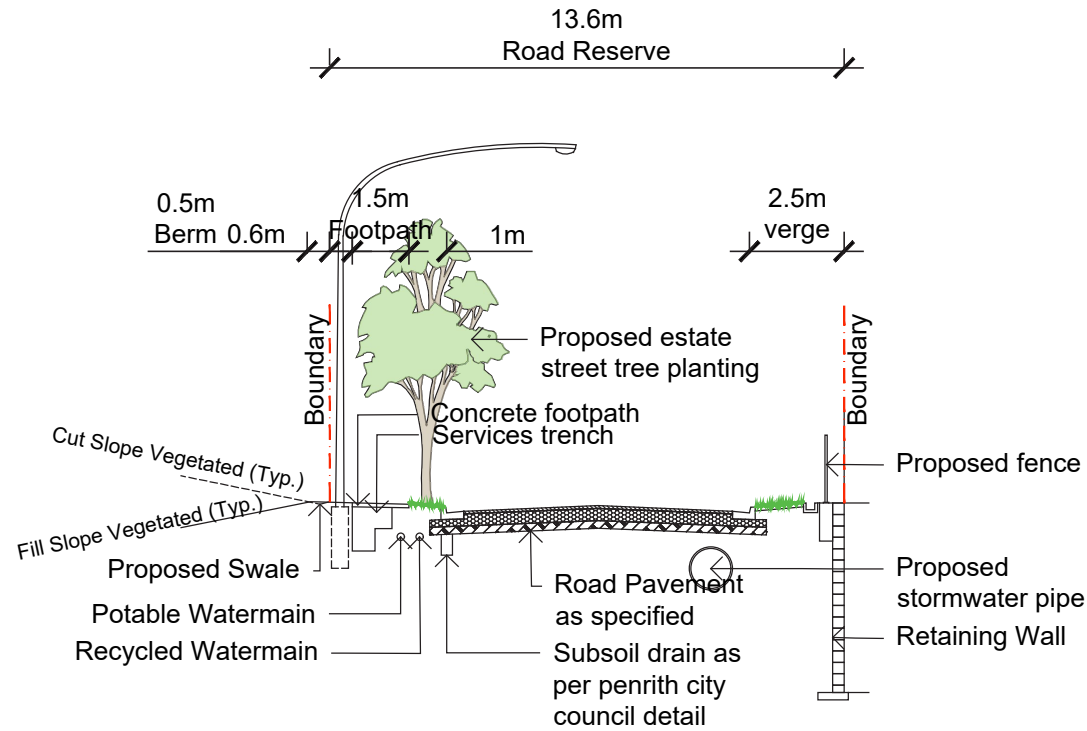 13.6m
Road Reserve
0.5m
Berm
0.6m
1.5m
Footpath
1m
2.5m
verge
Boundary
Boundary
Proposed estate
street tree planting
Concrete footpath
Services trench
Cut Slope Vegetated (Typ.)
Fill Slope Vegetated (Typ.)
Proposed fence
Proposed Swale
Potable Watermain
Recycled Watermain
Road Pavement
as specified
Subsoil drain as
per penrith city
council detail
Proposed
stormwater pipe
Retaining Wall